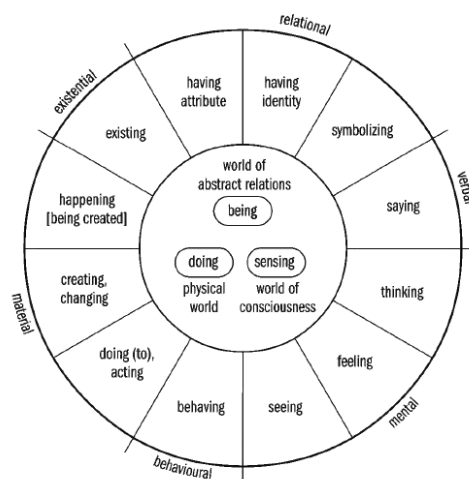 relational
existential
having
attribute
having
identity
existing
symbolizing
world of
abstract relations
being
happening
[being created]
saying
verbal
doing
sensing
physical
world
world of
consciousness
creating,
changing
thinking
material
doing (to),
acting
feeling
behaving
seeing
mental
behavioural